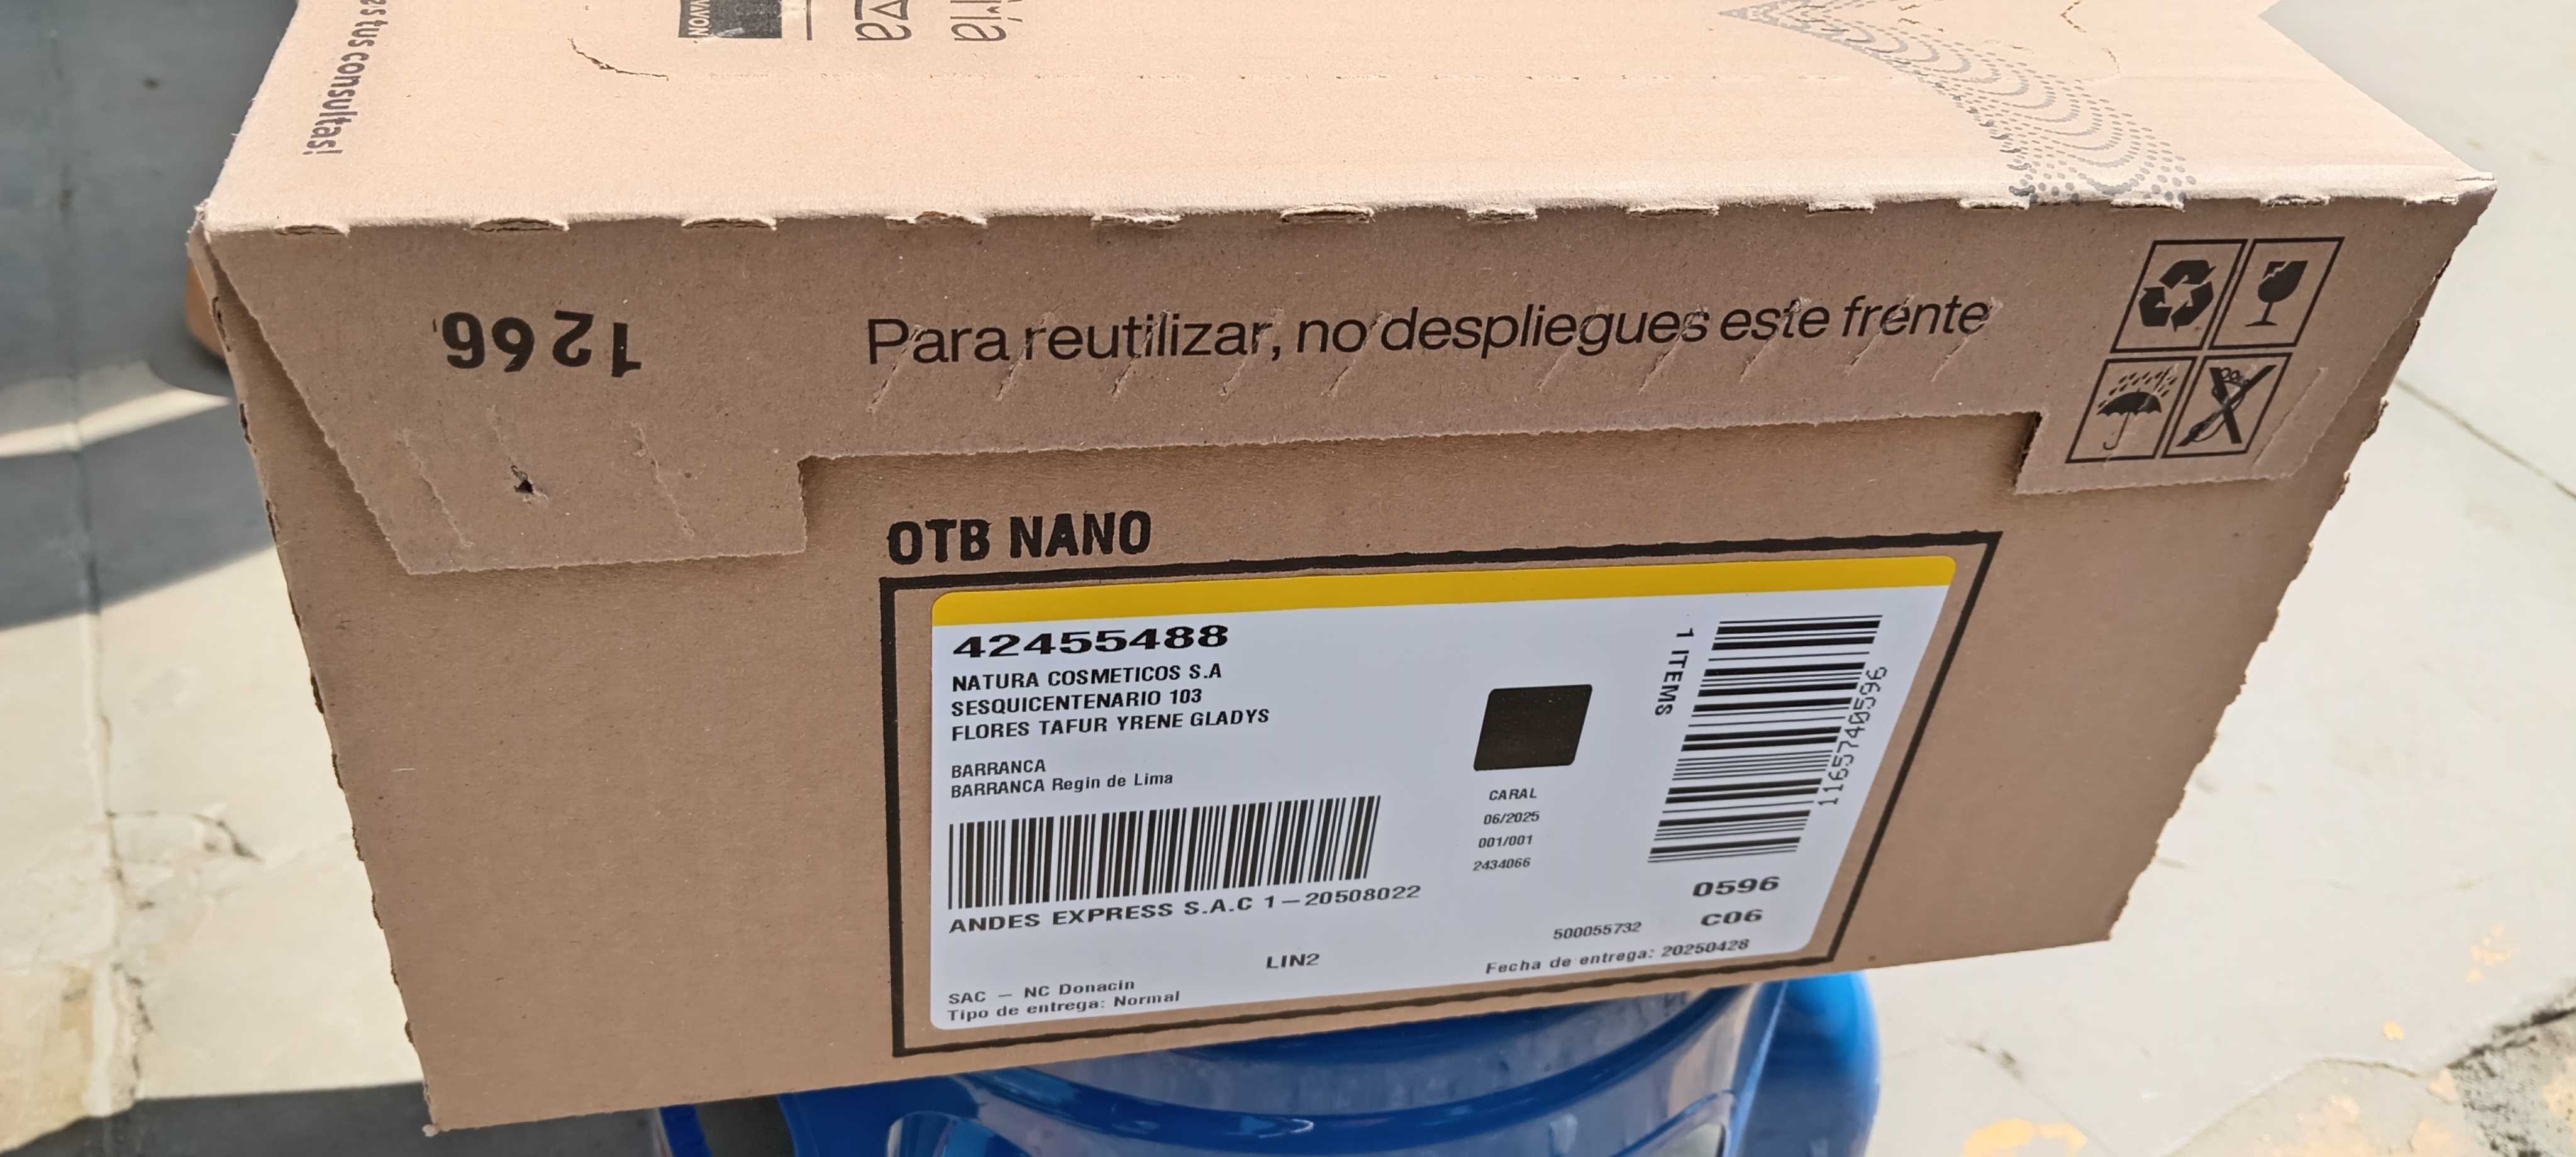 es tus consultas!
AVON
1266
Para reutilizar, no despliegues este frente
OTB NANO
42455488
NATURA COSMETICOS S.A
SESQUICENTENARIO 103
FLORES TAFUR YRENE GLADYS
BARRANCA
BARRANCA Regin de Lima
ANDES EXPRESS S.A.C 1-20508022
LIN2
SAC - NC Donacin
Tipo de entrega: Normal
CARAL
06/2025
001/001
2434066
1 ITEMS
1165740596
0596
C06
500055732
Fecha de entrega: 20250428